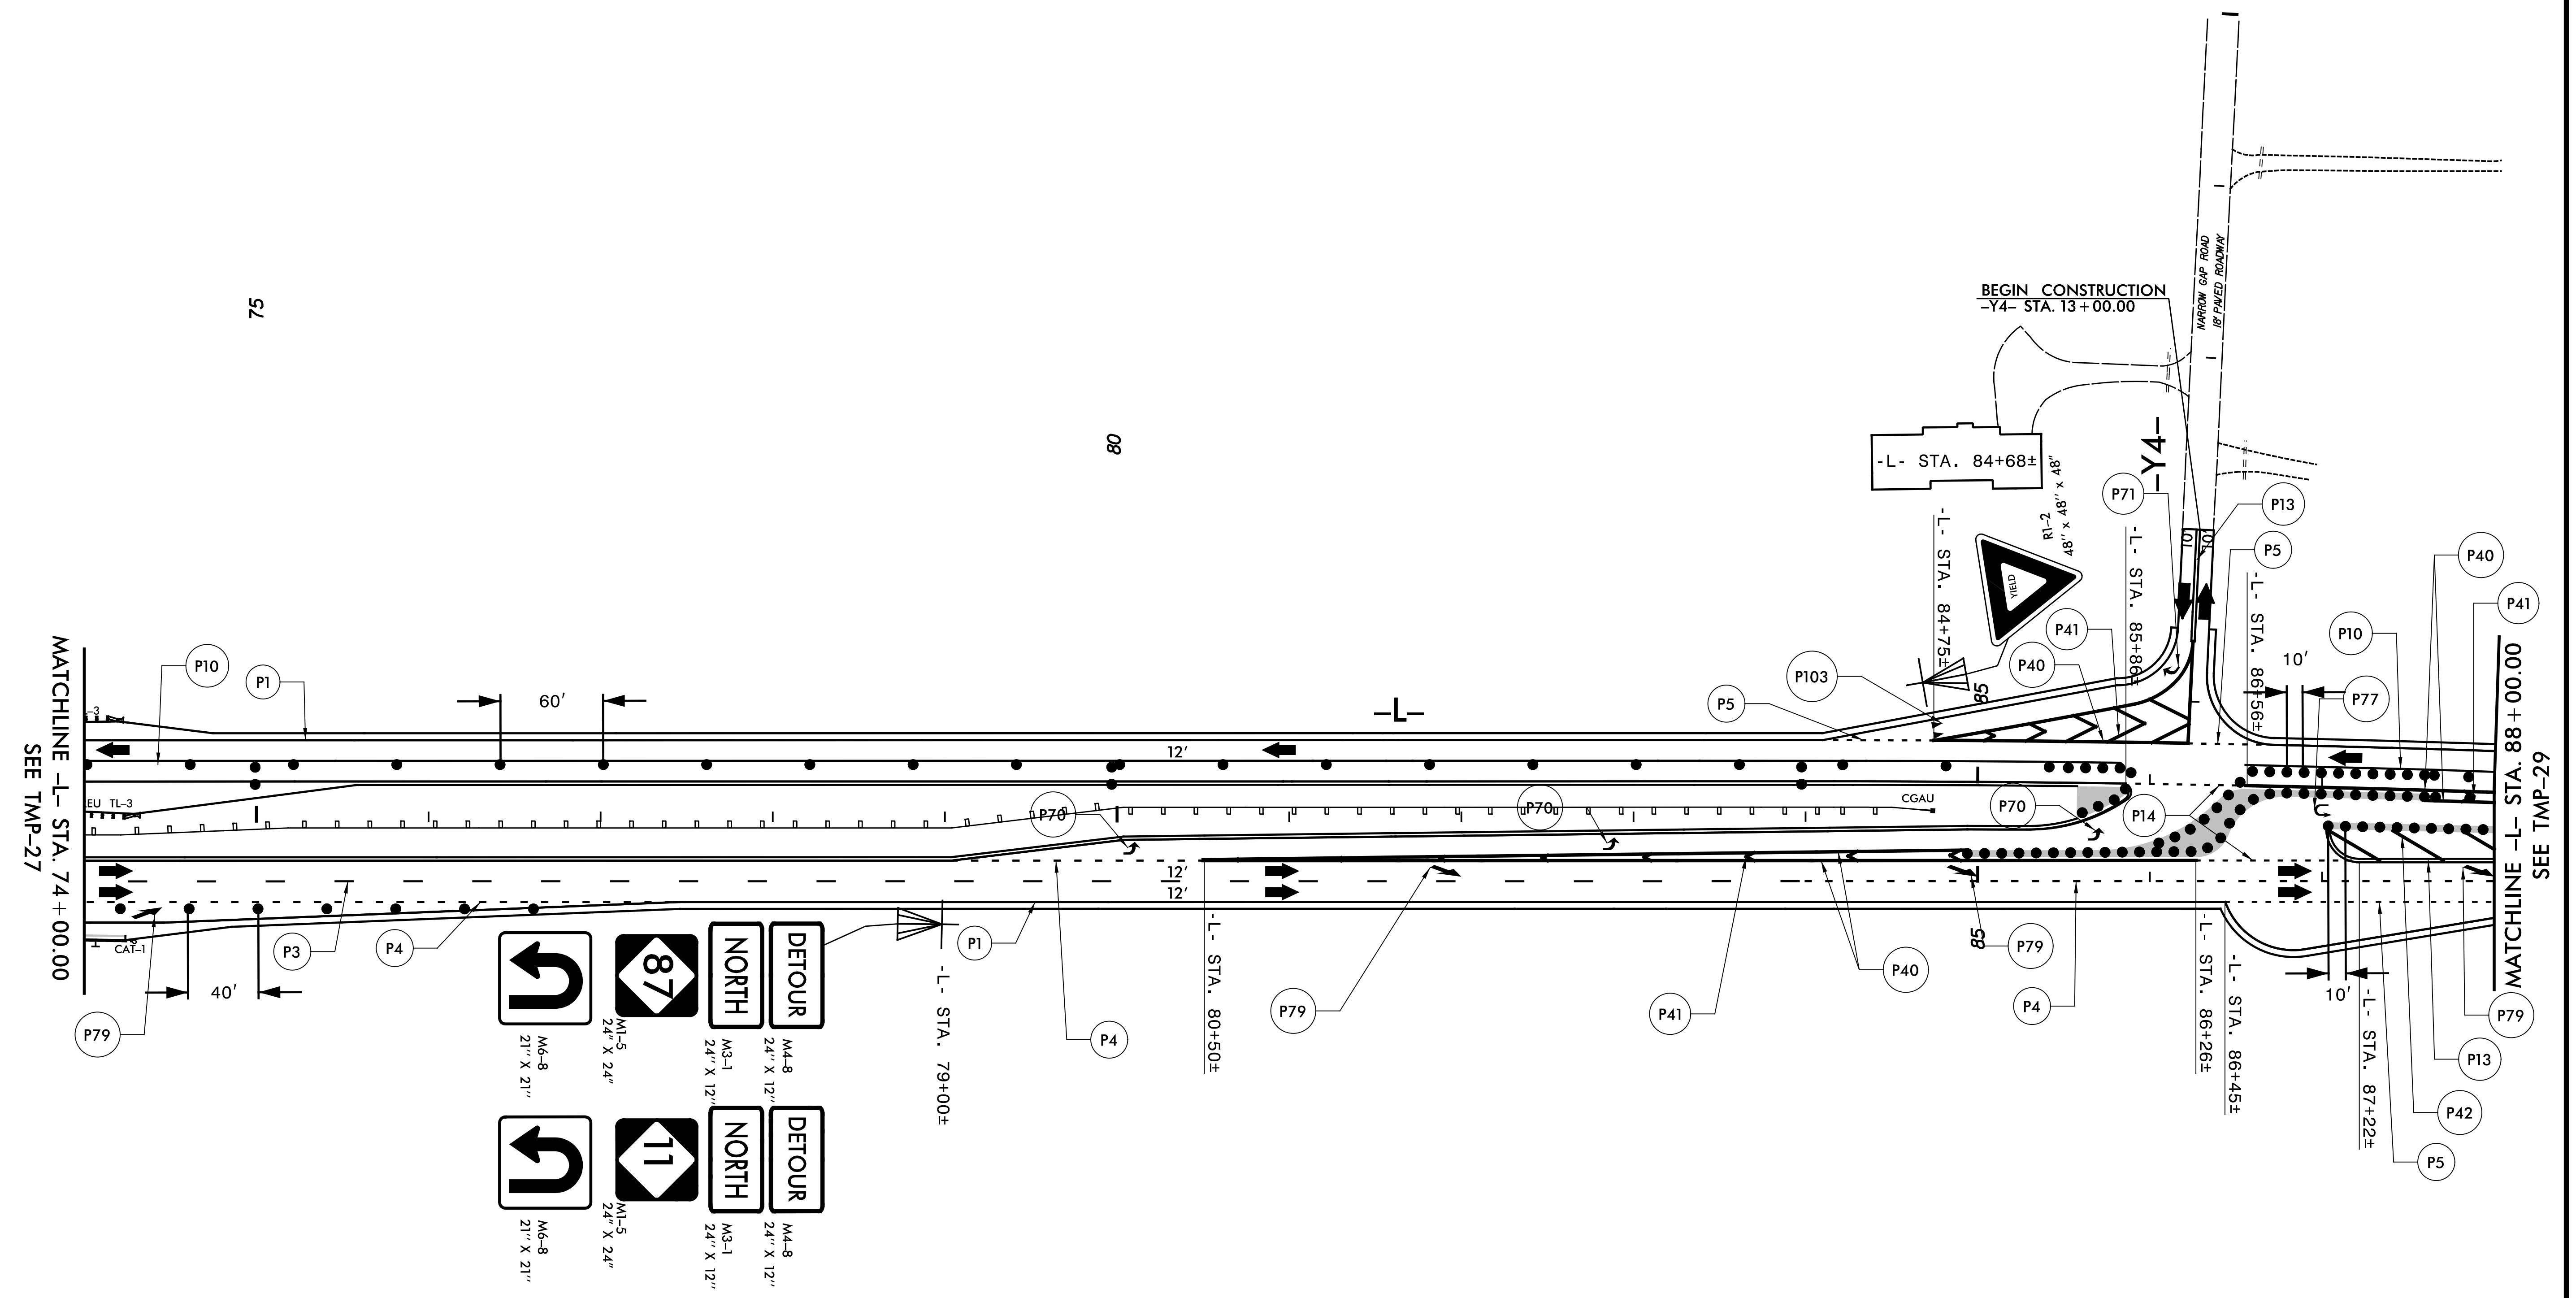 75
80
NARROW GAP ROAD
18' PAVED ROADWAY
BEGIN CONSTRUCTION
–Y4– STA. 13+00.00
–Y4–
-L- STA. 84+68±
R1–2
48" x 48" x 48"
YIELD
P71
P13
P5
P40
P41
10'
10'
-L- STA. 84+75±
-L- STA. 85+86±
-L- STA. 86+56±
P41
P40
P103
P5
85
P10
10'
P77
MATCHLINE –L– STA. 74+00.00
SEE TMP–27
P10
P1
60'
–L–
12'
–3
EU TL–3
CGAU
P70
P70
P70
P14
12'
12'
CAT–1
P3
P4
40'
P79
P1
P4
P79
P41
P40
85
P79
P4
10'
P79
P13
P42
P5
MATCHLINE –L– STA. 88+00.00
SEE TMP–29
-L- STA. 79+00±
-L- STA. 80+50±
-L- STA. 86+26±
-L- STA. 86+45±
-L- STA. 87+22±
DETOUR
M4–8
24" X 12"
NORTH
M3–1
24" X 12"
87
M1–5
24" X 24"
M6–8
21" X 21"
DETOUR
M4–8
24" X 12"
NORTH
M3–1
24" X 12"
11
M1–5
24" X 24"
M6–8
21" X 21"